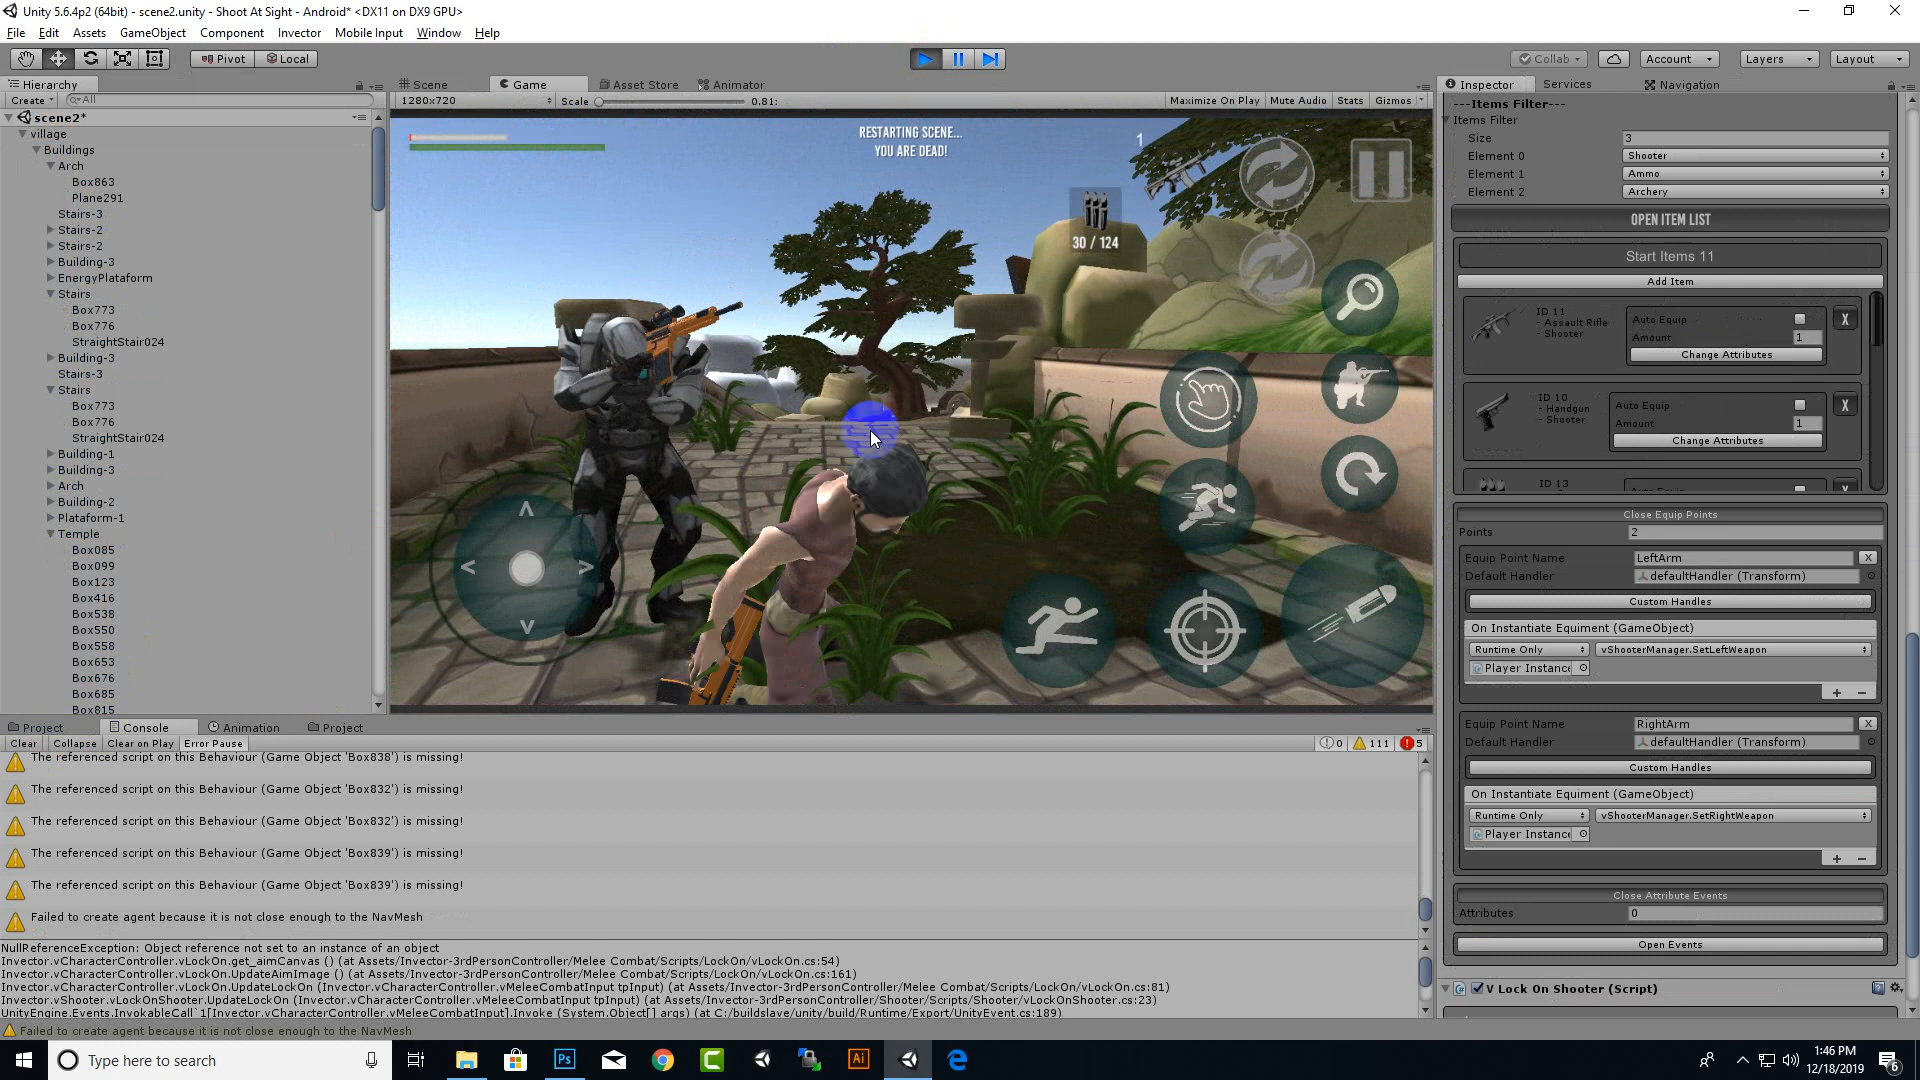 Unity 5.6.4p2 (64bit) - scene2.unity - Shoot At Sight - Android* <DX11 on DX9 GPU>
File Edit Assets GameObject Component Invector Mobile Input Window Help
Pivot Local Collab Account Layers Layout
Hierarchy
Create All
scene2*
village
Buildings
Arch
Box863
Plane291
Stairs-3
Stairs-2
Stairs-2
Building-3
EnergyPlataform
Stairs
Box773
Box776
StraightStair024
Building-3
Stairs-3
Stairs
Box773
Box776
StraightStair024
Building-1
Building-3
Arch
Building-2
Plataform-1
Temple
Box085
Box099
Box123
Box416
Box538
Box550
Box558
Box653
Box676
Box685
Box815
Scene Game Asset Store Animator
1280x720 Scale 0.81: Maximize On Play Mute Audio Stats Gizmos
RESTARTING SCENE...
YOU ARE DEAD!
1
30 / 124
Inspector Services Navigation
---Items Filter---
Items Filter
Size 3
Element 0 Shooter
Element 1 Ammo
Element 2 Archery
OPEN ITEM LIST
Start Items 11
Add Item
ID 11
- Assault Rifle
- Shooter
Auto Equip
Amount 1
Change Attributes
X
ID 10
- Handgun
- Shooter
Auto Equip
Amount 1
Change Attributes
X
ID 13
Close Equip Points
Points 2
Equip Point Name LeftArm X
Default Handler defaultHandler (Transform)
Custom Handles
On Instantiate Equiment (GameObject)
Runtime Only vShooterManager.SetLeftWeapon
Player Instance
Equip Point Name RightArm X
Default Handler defaultHandler (Transform)
Custom Handles
On Instantiate Equiment (GameObject)
Runtime Only vShooterManager.SetRightWeapon
Player Instance
Close Attribute Events
Attributes 0
Open Events
V Lock On Shooter (Script)
Project Console Animation Project
Clear Collapse Clear on Play Error Pause 0 111 5
The referenced script on this Behaviour (Game Object 'Box838') is missing!
The referenced script on this Behaviour (Game Object 'Box832') is missing!
The referenced script on this Behaviour (Game Object 'Box832') is missing!
The referenced script on this Behaviour (Game Object 'Box839') is missing!
The referenced script on this Behaviour (Game Object 'Box839') is missing!
Failed to create agent because it is not close enough to the NavMesh
NullReferenceException: Object reference not set to an instance of an object
Invector.vCharacterController.vLockOn.get_aimCanvas () (at Assets/Invector-3rdPersonController/Melee Combat/Scripts/LockOn/vLockOn.cs:54)
Invector.vCharacterController.vLockOn.UpdateAimImage () (at Assets/Invector-3rdPersonController/Melee Combat/Scripts/LockOn/vLockOn.cs:161)
Invector.vCharacterController.vLockOn.UpdateLockOn (Invector.vCharacterController.vMeleeCombatInput tpInput) (at Assets/Invector-3rdPersonController/Melee Combat/Scripts/LockOn/vLockOn.cs:81)
Invector.vShooter.vLockOnShooter.UpdateLockOn (Invector.vCharacterController.vMeleeCombatInput tpInput) (at Assets/Invector-3rdPersonController/Shooter/Scripts/Shooter/vLockOnShooter.cs:23)
UnityEngine.Events.InvokableCall`1[Invector.vCharacterController.vMeleeCombatInput].Invoke (System.Object[] args) (at C:/buildslave/unity/build/Runtime/Export/UnityEvent.cs:189)
Failed to create agent because it is not close enough to the NavMesh
Type here to search
Ps
Ai
1:46 PM
12/18/2019
6